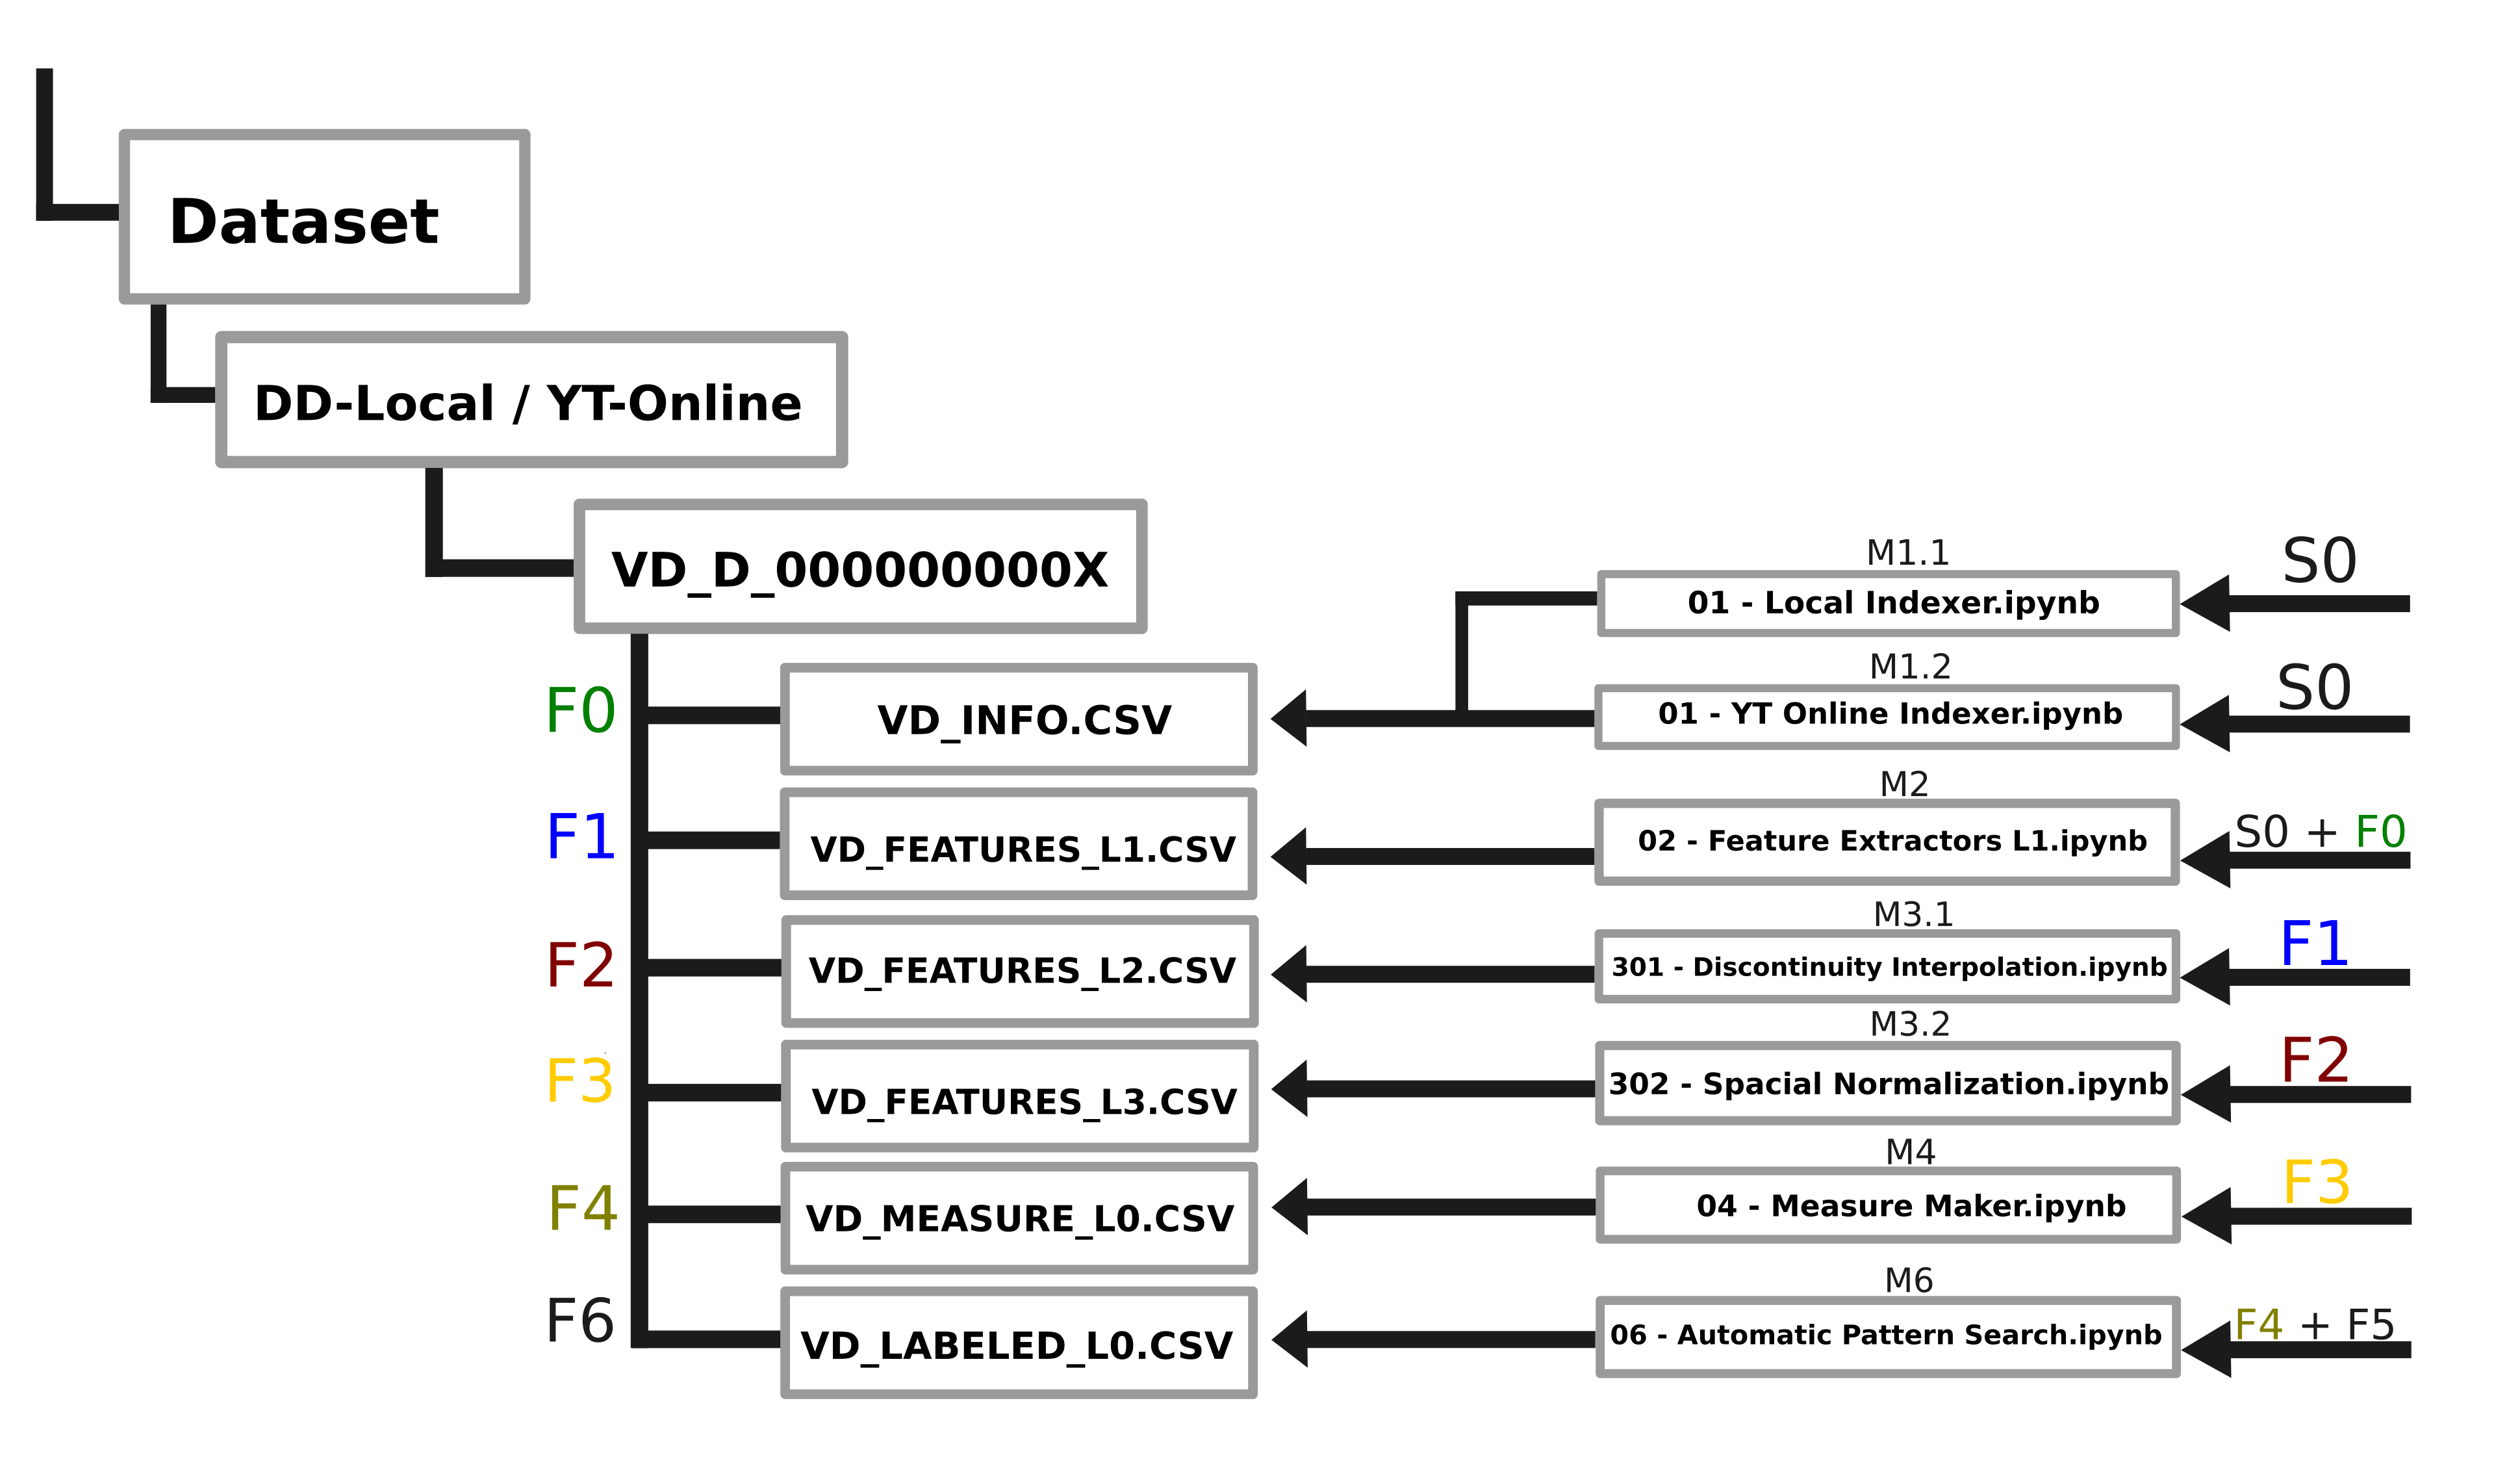 Dataset
DD-Local / YT-Online
VD_D_000000000X
M1.1
01 - Local Indexer.ipynb
S0
F0
VD_INFO.CSV
M1.2
01 - YT Online Indexer.ipynb
S0
F1
VD_FEATURES_L1.CSV
M2
02 - Feature Extractors L1.ipynb
S0 + F0
F2
VD_FEATURES_L2.CSV
M3.1
301 - Discontinuity Interpolation.ipynb
F1
F3
VD_FEATURES_L3.CSV
M3.2
302 - Spacial Normalization.ipynb
F2
F4
VD_MEASURE_L0.CSV
M4
04 - Measure Maker.ipynb
F3
F6
VD_LABELED_L0.CSV
M6
06 - Automatic Pattern Search.ipynb
F4 + F5